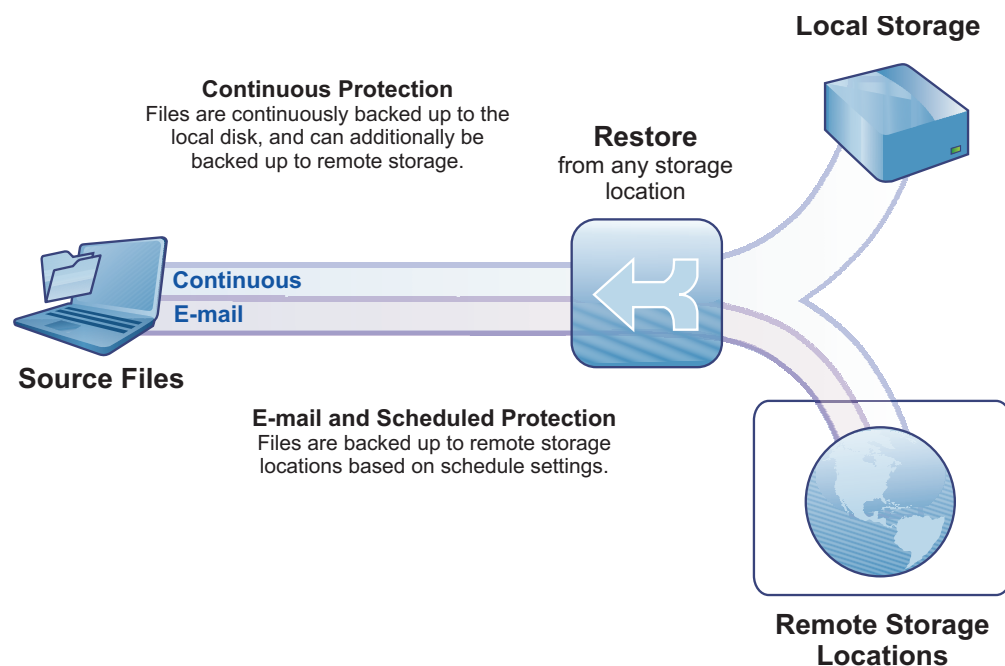 Local Storage
Continuous Protection
Files are continuously backed up to the
local disk, and can additionally be
backed up to remote storage.
Restore
from any storage
location
Continuous
E-mail
Source Files
E-mail and Scheduled Protection
Files are backed up to remote storage
locations based on schedule settings.
Remote Storage
Locations